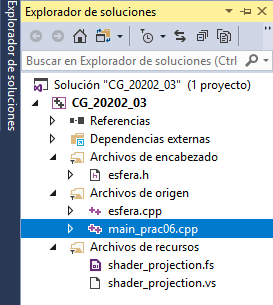 Explorador de soluciones
Explorador de soluciones
Buscar en Explorador de soluciones (Ctrl
Solución "CG_20202_03" (1 proyecto)
CG_20202_03
Referencias
Dependencias externas
Archivos de encabezado
esfera.h
Archivos de origen
esfera.cpp
main_prac06.cpp
Archivos de recursos
shader_projection.fs
shader_projection.vs